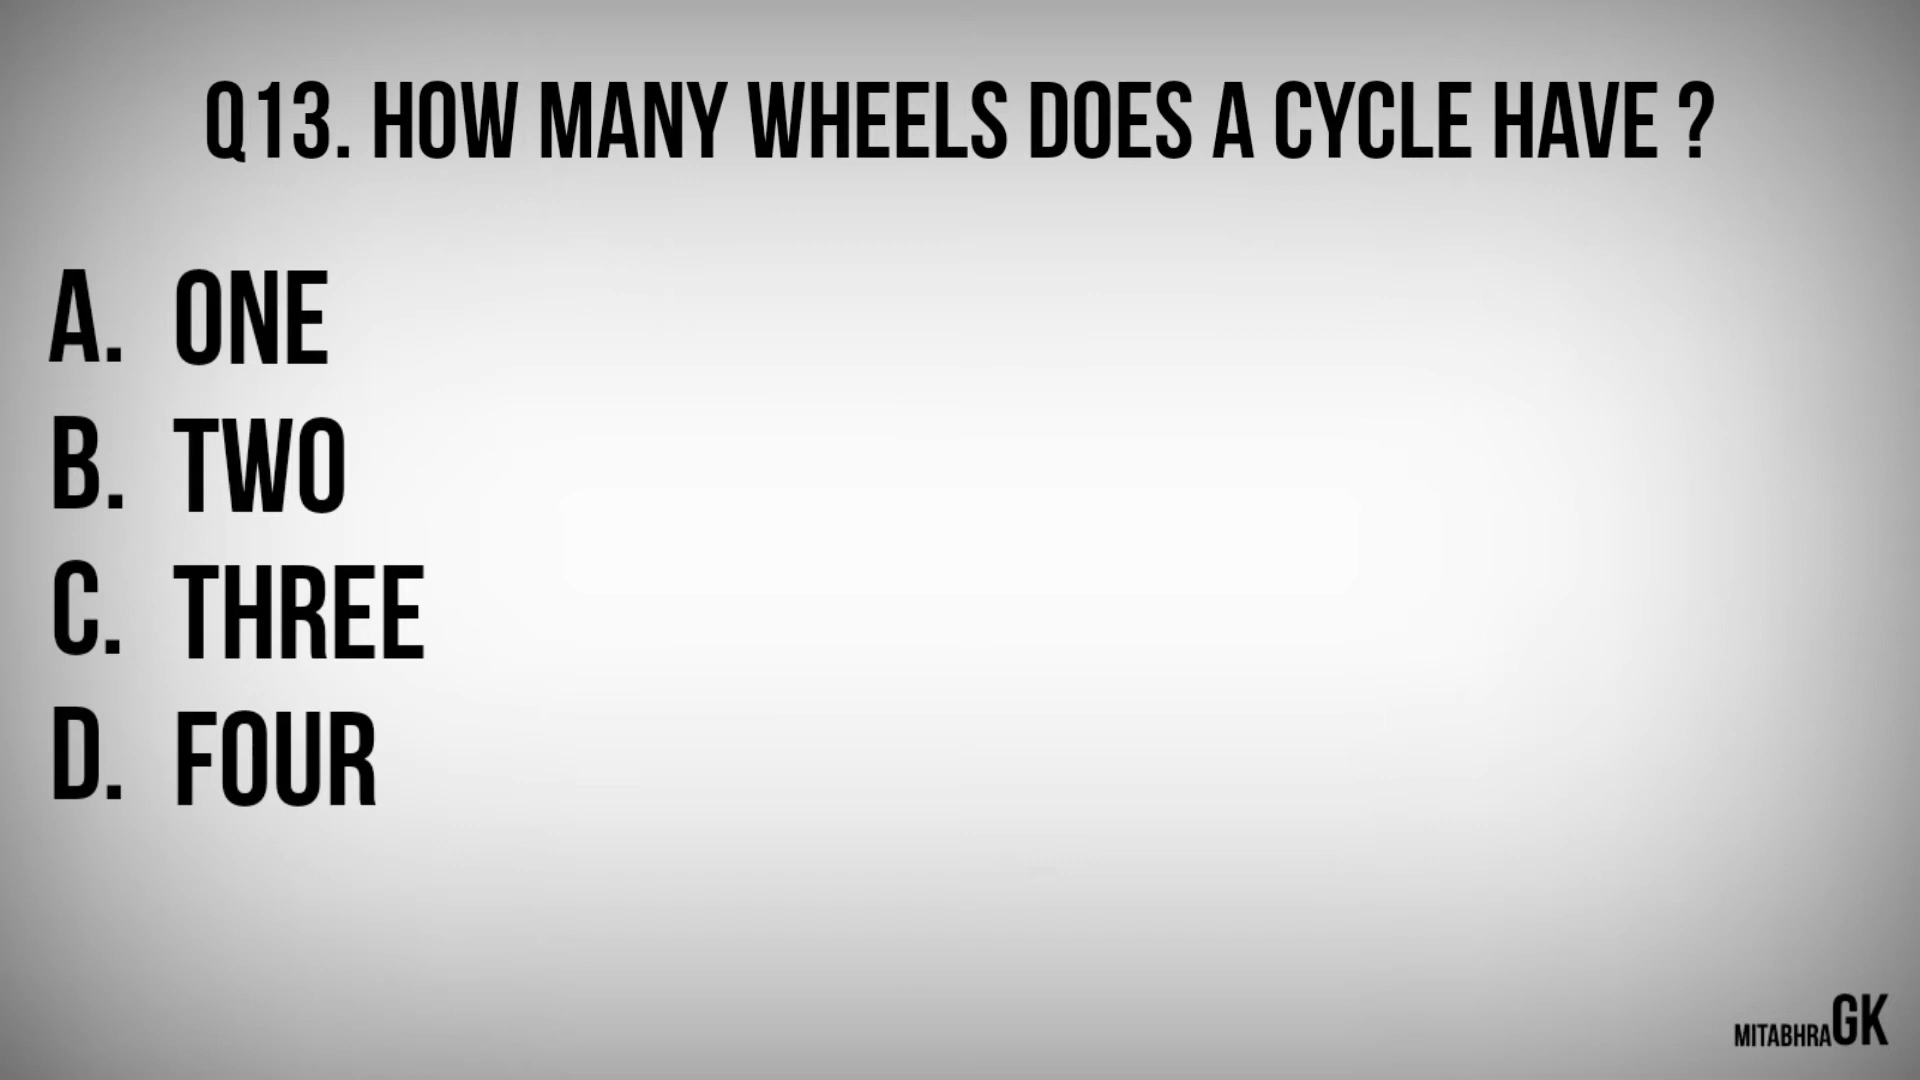 Q13. HOW MANY WHEELS DOES A CYCLE HAVE ?
A. ONE
B. TWO
C. THREE
D. FOUR
MITABHRAGK